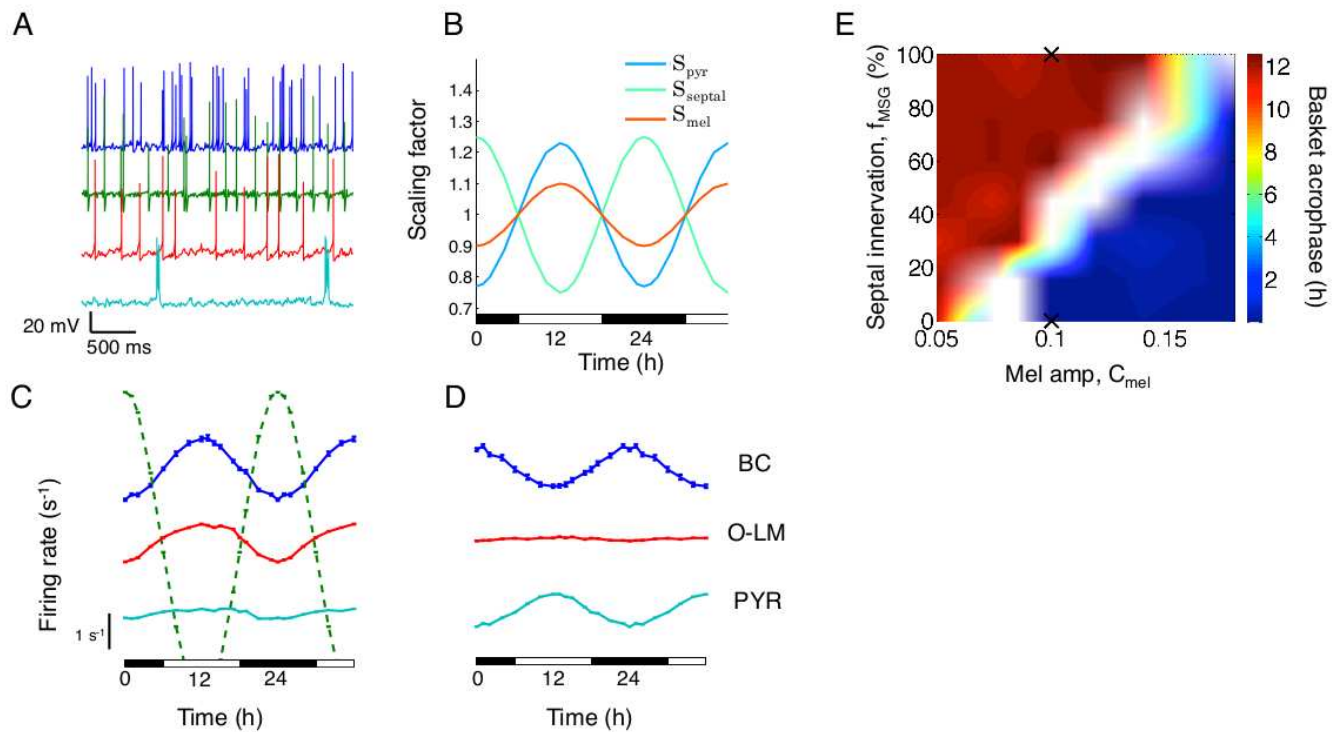 A
20 mV
500 ms
B
S_pyr
S_septal
S_mel
Scaling factor
1.4
1.3
1.2
1.1
1
0.9
0.8
0.7
0
12
24
Time (h)
E
Septal innervation, f_MSG (%)
100
80
60
40
20
0
0.05
0.1
0.15
Mel amp, C_mel
12
10
8
6
4
2
Basket acrophase (h)
C
Firing rate (s⁻¹)
1 s⁻¹
0
12
24
Time (h)
D
BC
O-LM
PYR
0
12
24
Time (h)